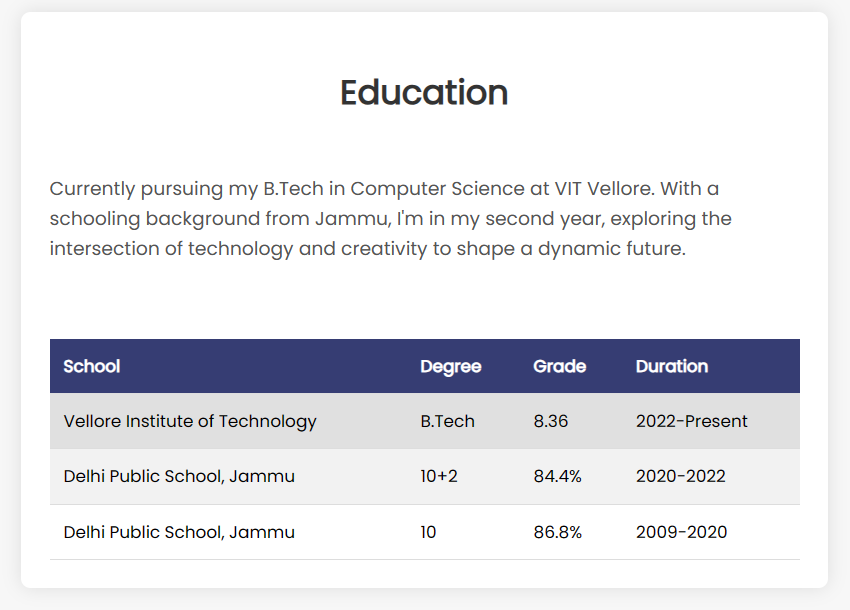 Education
Currently pursuing my B.Tech in Computer Science at VIT Vellore. With a
schooling background from Jammu, I'm in my second year, exploring the
intersection of technology and creativity to shape a dynamic future.
School Degree Grade Duration
Vellore Institute of Technology B.Tech 8.36 2022-Present
Delhi Public School, Jammu 10+2 84.4% 2020-2022
Delhi Public School, Jammu 10 86.8% 2009-2020